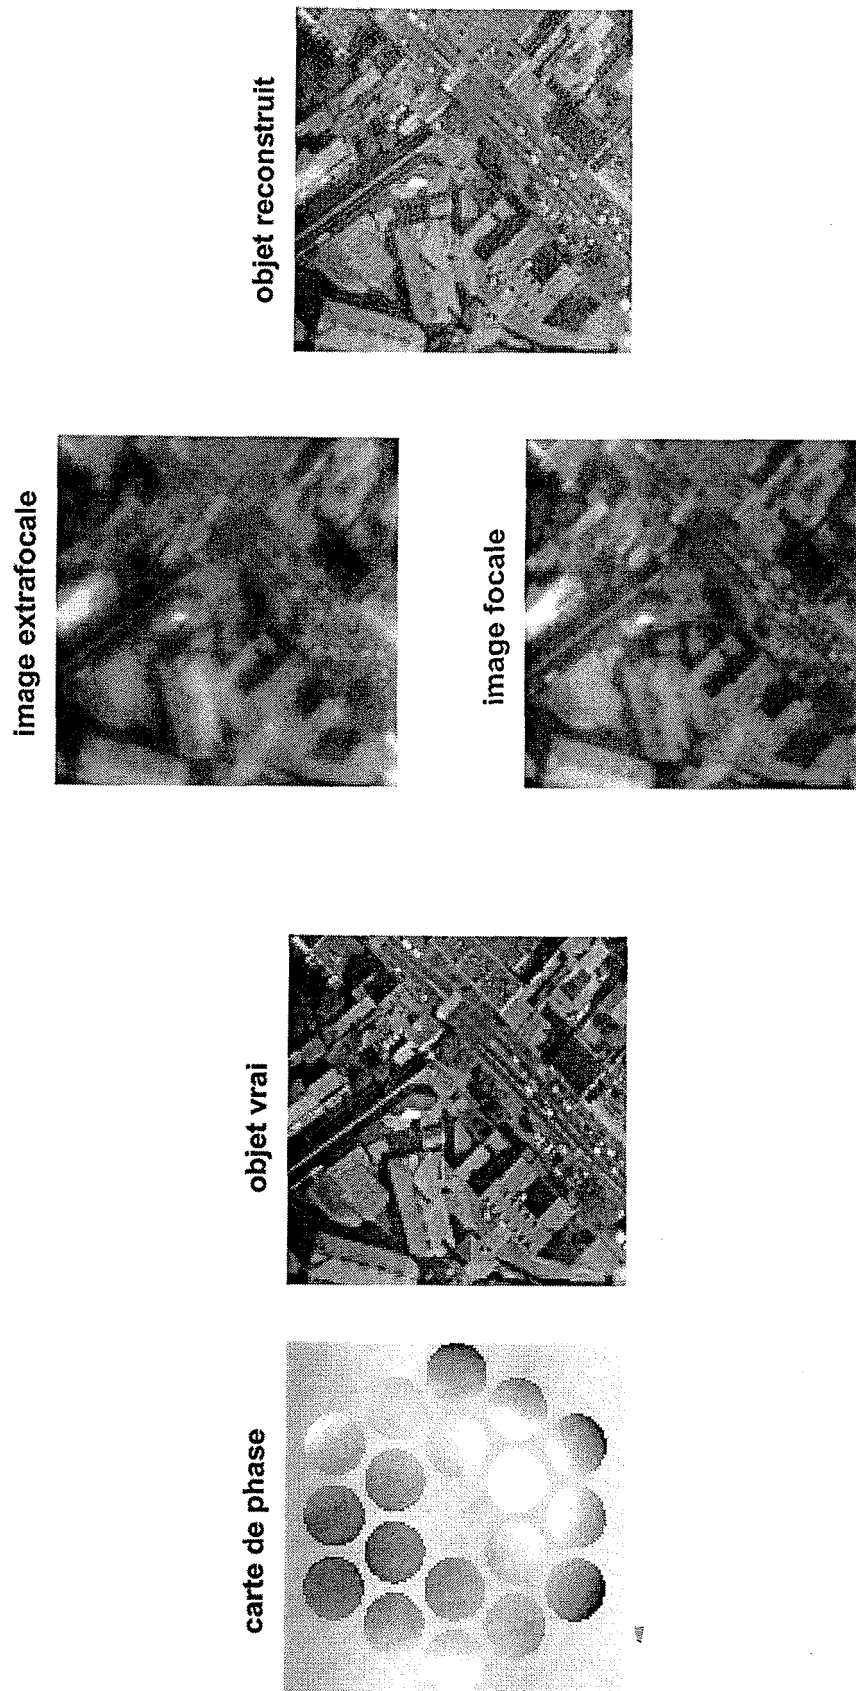 carte de phase
objet vrai
image extrafocale
image focale
objet reconstruit